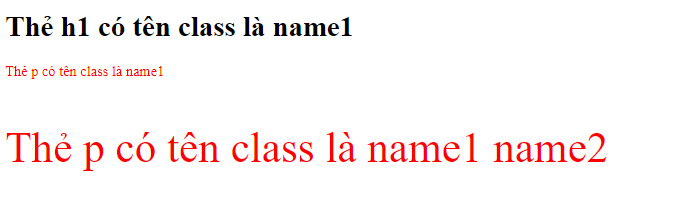 Thẻ h1 có tên class là name1
Thẻ p có tên class là name1
Thẻ p có tên class là name1 name2